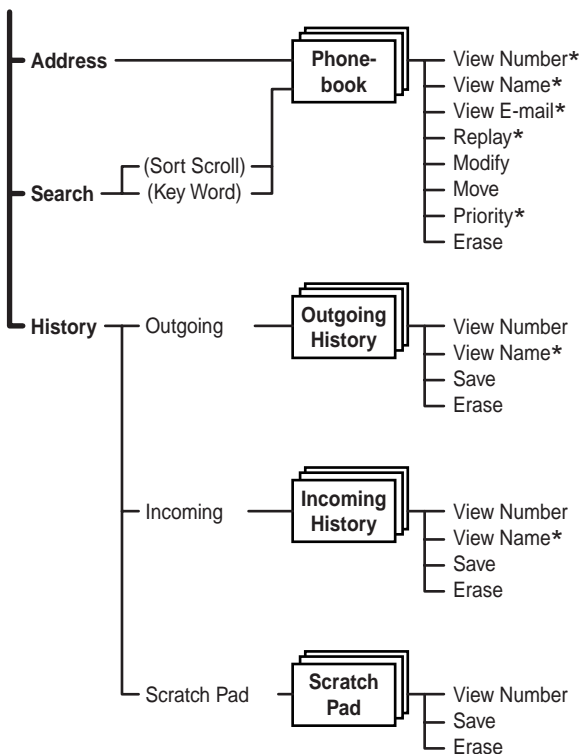 Address
Phone-
book
View Number*
View Name*
View E-mail*
Replay*
Modify
Move
Priority*
Erase
Search
(Sort Scroll)
(Key Word)
History
Outgoing
Outgoing
History
View Number
View Name*
Save
Erase
Incoming
Incoming
History
View Number
View Name*
Save
Erase
Scratch Pad
Scratch
Pad
View Number
Save
Erase